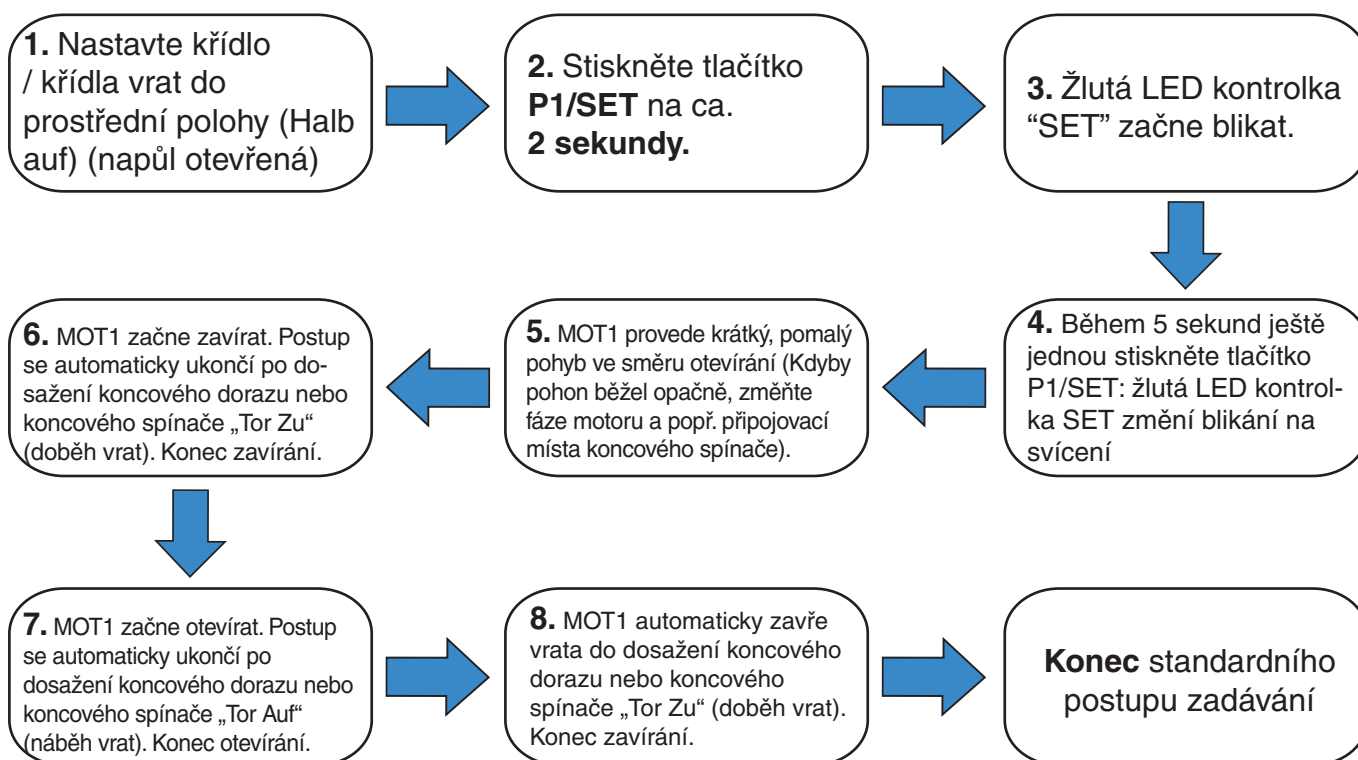 1. Nastavte křídlo
/ křídla vrat do
prostřední polohy (Halb
auf) (napůl otevřená)
2. Stiskněte tlačítko
P1/SET na ca.
2 sekundy.
3. Žlutá LED kontrolka
“SET” začne blikat.
4. Během 5 sekund ještě
jednou stiskněte tlačítko
P1/SET: žlutá LED kontrol-
ka SET změní blikání na
svícení
5. MOT1 provede krátký, pomalý
pohyb ve směru otevírání (Kdyby
pohon běžel opačně, změňte
fáze motoru a popř. připojovací
místa koncového spínače).
6. MOT1 začne zavírat. Postup
se automaticky ukončí po do-
sažení koncového dorazu nebo
koncového spínače „Tor Zu“
(doběh vrat). Konec zavírání.
7. MOT1 začne otevírat. Postup
se automaticky ukončí po
dosažení koncového dorazu nebo
koncového spínače „Tor Auf“
(náběh vrat). Konec otevírání.
8. MOT1 automaticky zavře
vrata do dosažení koncového
dorazu nebo koncového
spínače „Tor Zu“ (doběh vrat).
Konec zavírání.
Konec standardního
postupu zadávání